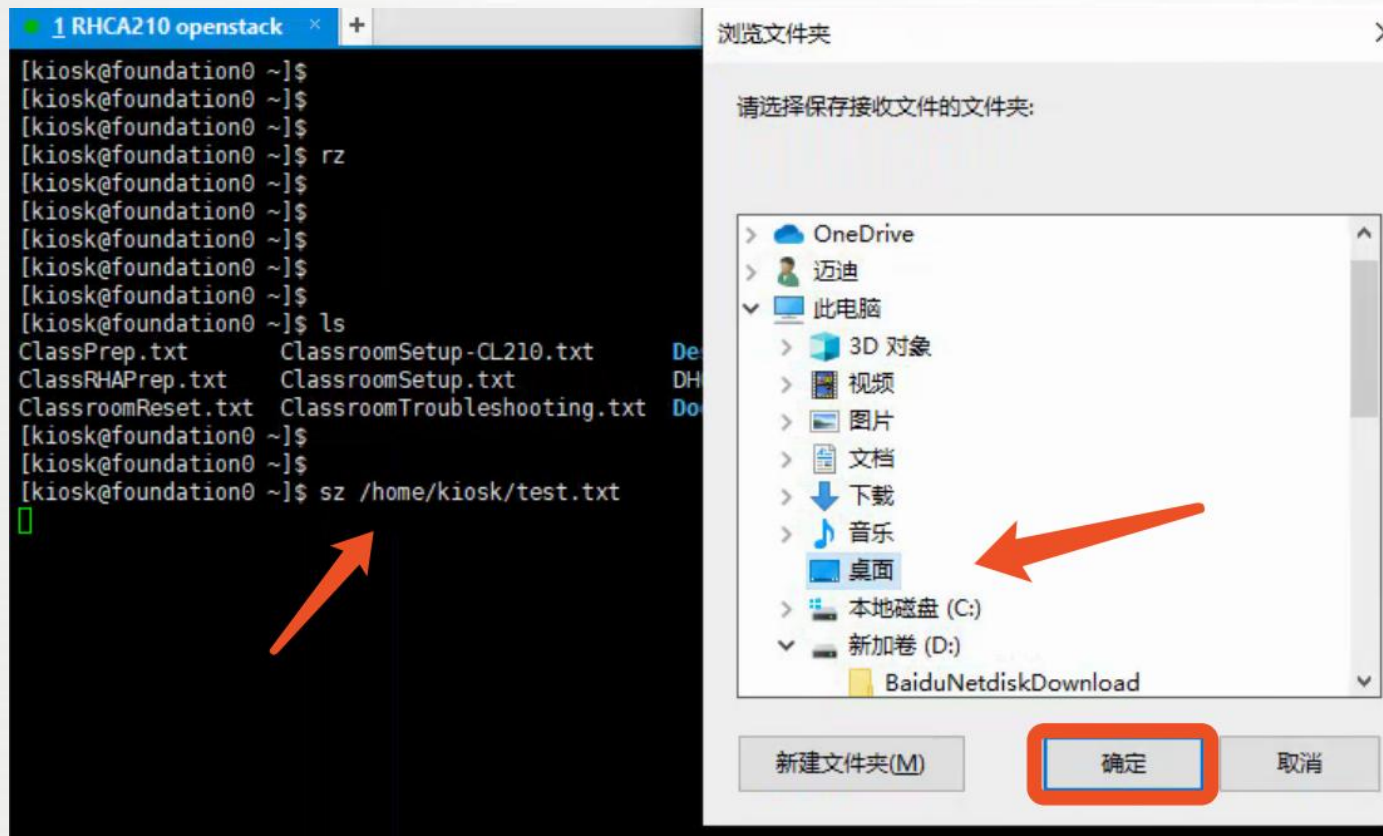 1 RHCA210 openstack × +
[kiosk@foundation0 ~]$
[kiosk@foundation0 ~]$
[kiosk@foundation0 ~]$
[kiosk@foundation0 ~]$ rz
[kiosk@foundation0 ~]$
[kiosk@foundation0 ~]$
[kiosk@foundation0 ~]$
[kiosk@foundation0 ~]$
[kiosk@foundation0 ~]$
[kiosk@foundation0 ~]$ ls
ClassPrep.txt ClassroomSetup-CL210.txt De
ClassRHAPrep.txt ClassroomSetup.txt DH
ClassroomReset.txt ClassroomTroubleshooting.txt Do
[kiosk@foundation0 ~]$
[kiosk@foundation0 ~]$
[kiosk@foundation0 ~]$ sz /home/kiosk/test.txt
浏览文件夹
请选择保存接收文件的文件夹:
OneDrive
迈迪
此电脑
3D 对象
视频
图片
文档
下载
音乐
桌面
本地磁盘 (C:)
新加卷 (D:)
BaiduNetdiskDownload
新建文件夹(M)
确定
取消